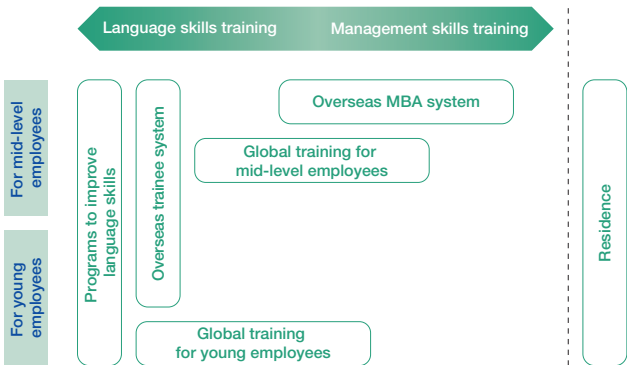 Language skills training
Management skills training
For mid-level
employees
For young
employees
Programs to improve
language skills
Overseas trainee system
Overseas MBA system
Global training for
mid-level employees
Global training
for young employees
Residence